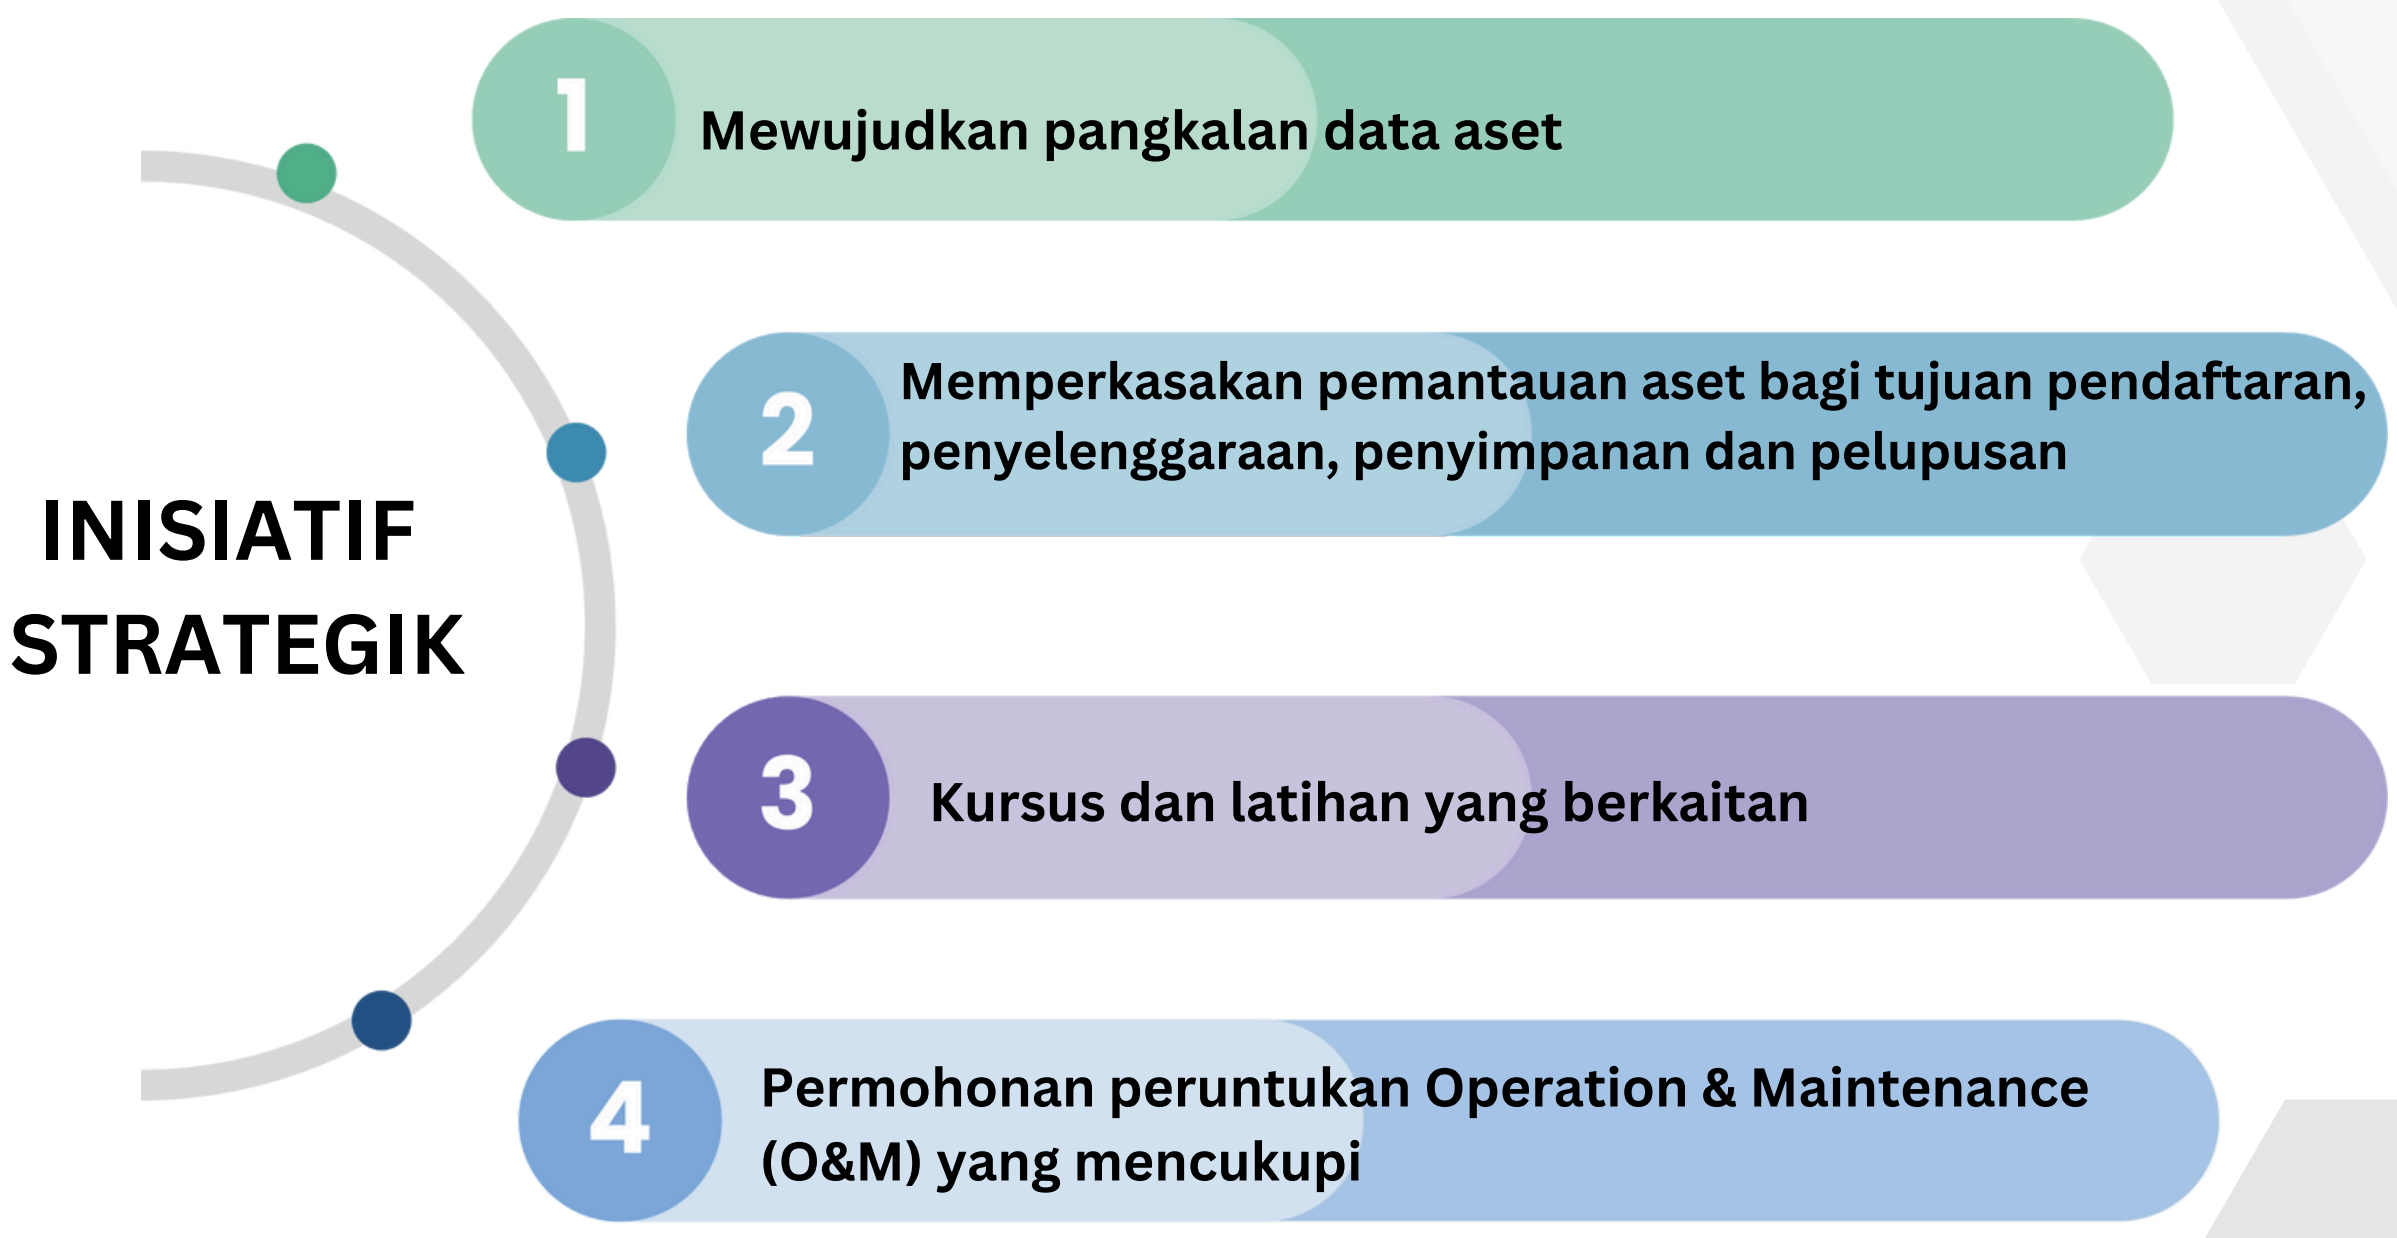 INISIATIF
STRATEGIK
1
Mewujudkan pangkalan data aset
2
Memperkasakan pemantauan aset bagi tujuan pendaftaran,
penyelenggaraan, penyimpanan dan pelupusan
3
Kursus dan latihan yang berkaitan
4
Permohonan peruntukan Operation & Maintenance
(O&M) yang mencukupi